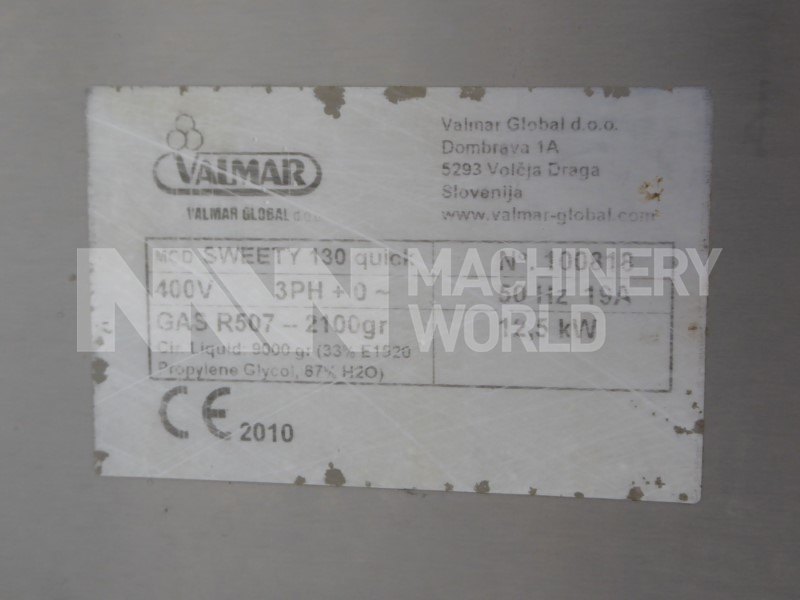 VALMAR
VALMAR GLOBAL d.o.o.
Valmar Global d.o.o.
Dombrava 1A
5293 Volčja Draga
Slovenija
www.valmar-global.com
MOD SWEETY 130 quick
N° 100318
400V 3PH + 0 ~
50 Hz 19A
GAS R507 – 2100gr
12,5 kW
Cir. Liquid: 9000 gr (33% E1520
Propylene Glycol, 67% H2O)
CE 2010
MACHINERY
WORLD